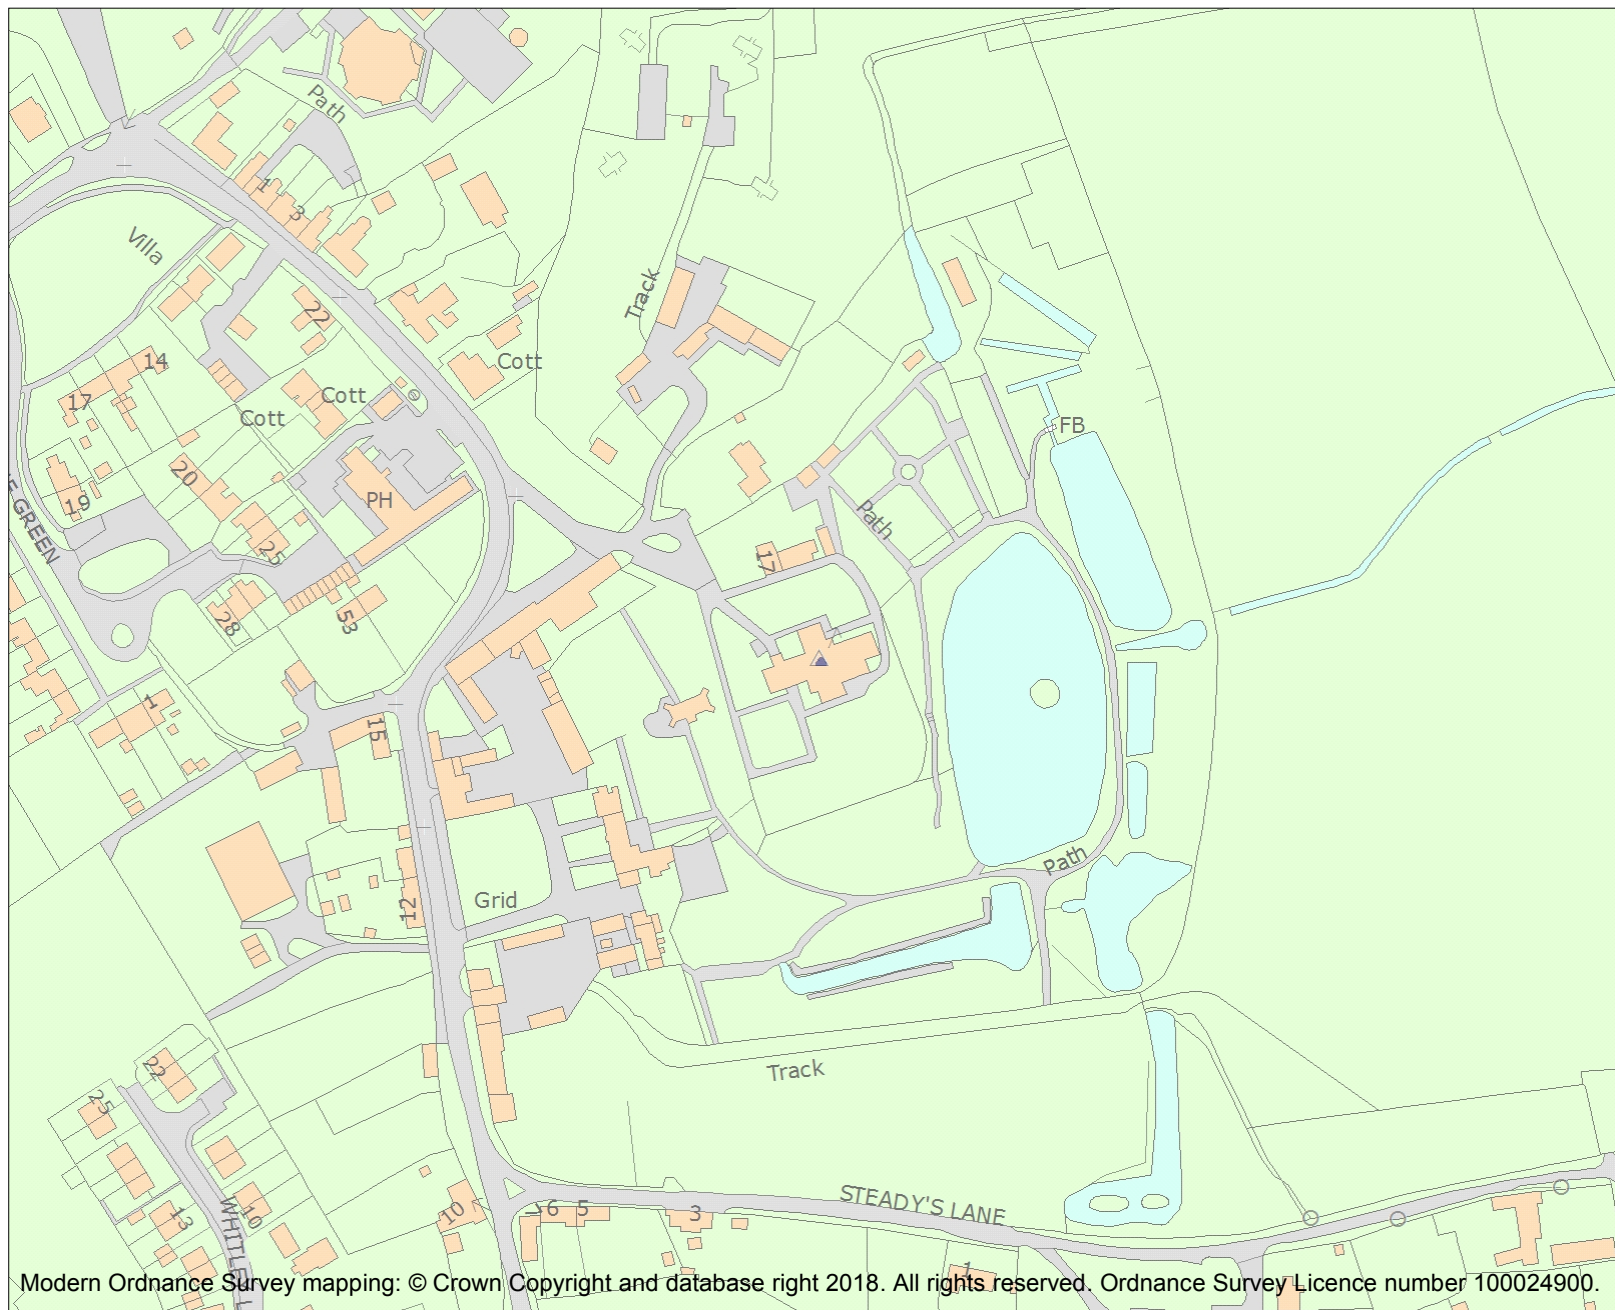 Path
1
3
Villa
Track
22
14
Cott
Cott
17
Cott
FB
20
PH
19
Path
E GREEN
25
17
28
53
1
15
Path
12
Grid
Track
22
25
STEADY'S LANE
10
16
5
3
13
10
WHITLE
1
Modern Ordnance Survey mapping: © Crown Copyright and database right 2018. All rights reserved. Ordnance Survey Licence number 100024900.